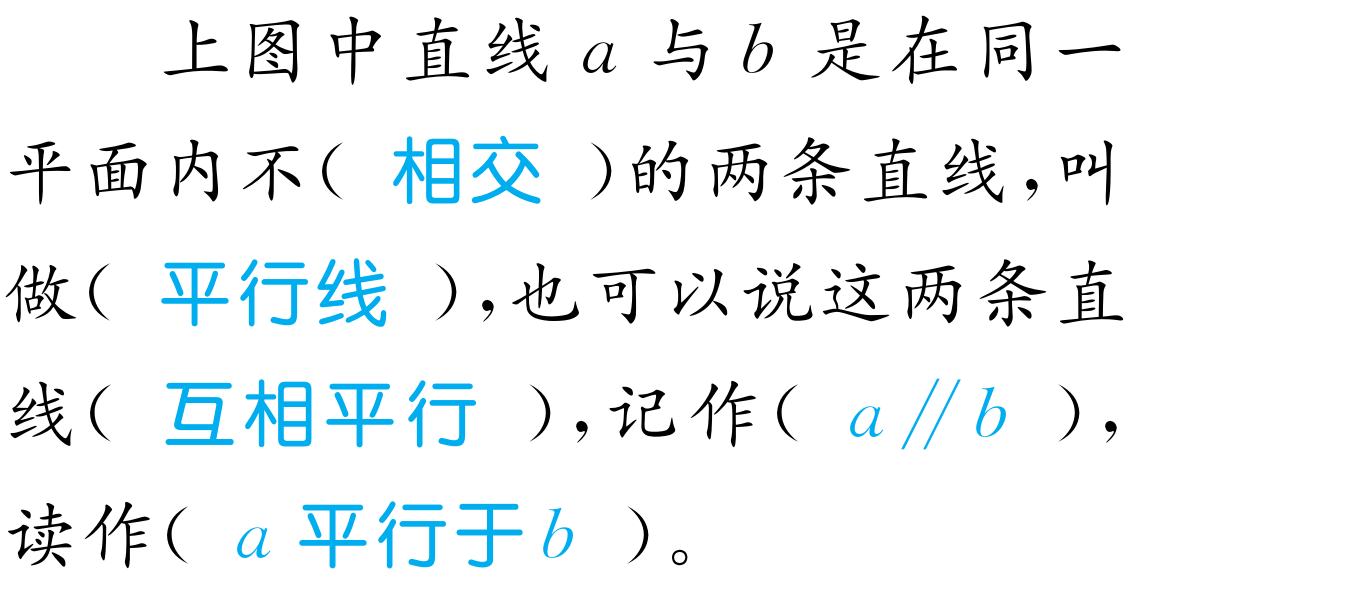 上图中直线 a 与 b 是在同一
平面内不( 相交 )的两条直线,叫
做( 平行线 ),也可以说这两条直
线( 互相平行 ),记作( a∥b ),
读作( a 平行于b )。